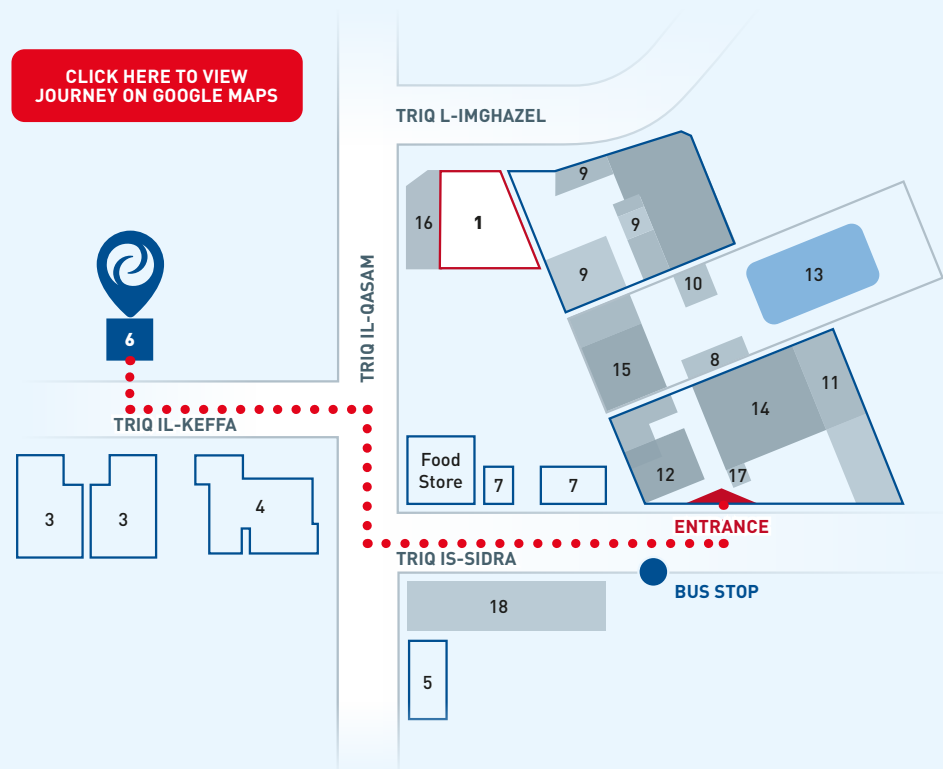 CLICK HERE TO VIEW
JOURNEY ON GOOGLE MAPS
TRIQ L-IMGHAZEL
9
16
1
9
TRIQ IL-QASAM
9
10
13
6
8
15
11
14
TRIQ IL-KEFFA
Food
Store
12
17
7
7
3
3
4
ENTRANCE
TRIQ IS-SIDRA
BUS STOP
18
5